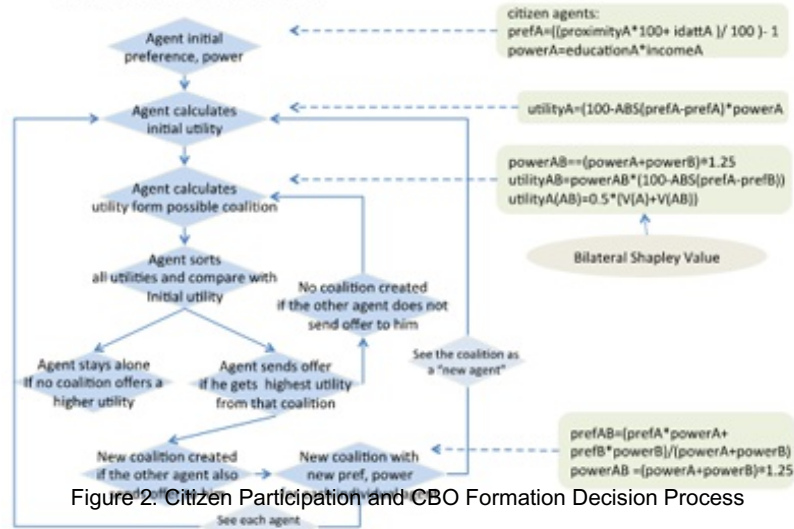 Agent initial
preference, power
citizen agents:
prefA=((proximityA*100+ idattA )/ 100 )- 1
powerA=educationA*incomeA
Agent calculates
initial utility
utilityA=(100-ABS(prefA-prefA)*powerA
Agent calculates
utility form possible coalition
powerAB==(powerA+powerB)*1.25
utilityAB=powerAB*(100-ABS(prefA-prefB))
utilityA(AB)=0.5*(V(A)+V(AB))
Bilateral Shapley Value
Agent sorts
all utilities and compare with
Initial utility
No coalition created
if the other agent does not
send offer to him
Agent stays alone
If no coalition offers a
higher utility
Agent sends offer
if he gets highest utility
from that coalition
See the coalition as
a "new agent"
New coalition created
if the other agent also
New coalition with
new pref, power
prefAB=(prefA*powerA+
prefB*powerB)/(powerA+powerB)
powerAB =(powerA+powerB)*1.25
Figure 2. Citizen Participation and CBO Formation Decision Process
See each agent